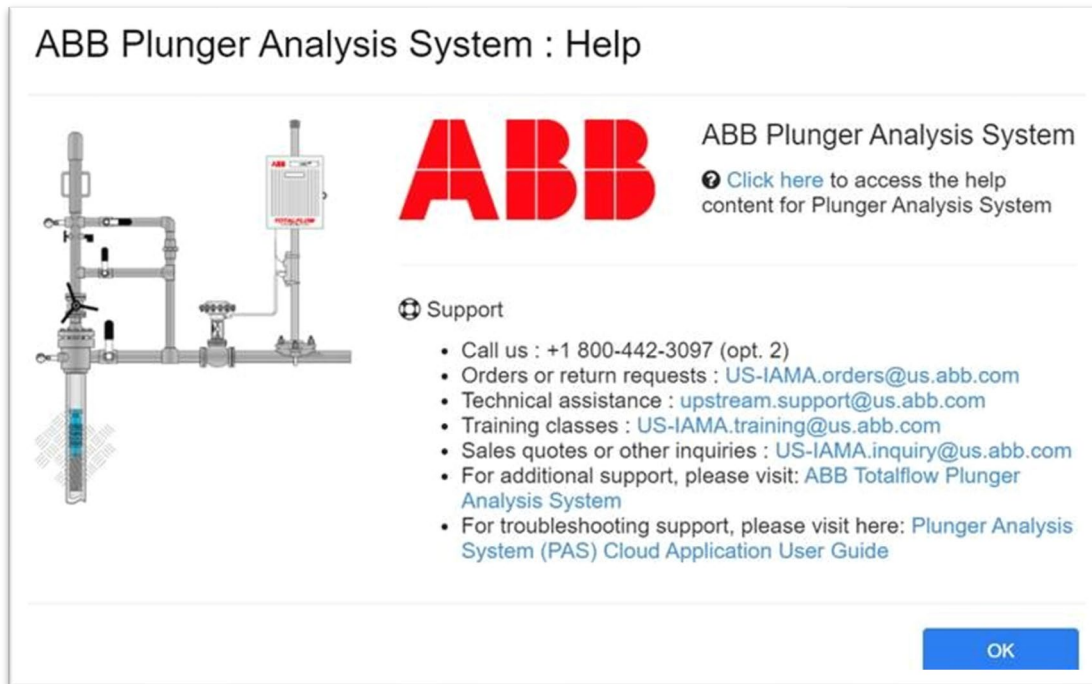 ABB Plunger Analysis System : Help
ABB
TOTALFLOW
ABB
ABB Plunger Analysis System
Click here to access the help
content for Plunger Analysis System
Support
• Call us : +1 800-442-3097 (opt. 2)
• Orders or return requests : US-IAMA.orders@us.abb.com
• Technical assistance : upstream.support@us.abb.com
• Training classes : US-IAMA.training@us.abb.com
• Sales quotes or other inquiries : US-IAMA.inquiry@us.abb.com
• For additional support, please visit: ABB Totalflow Plunger
Analysis System
• For troubleshooting support, please visit here: Plunger Analysis
System (PAS) Cloud Application User Guide
OK